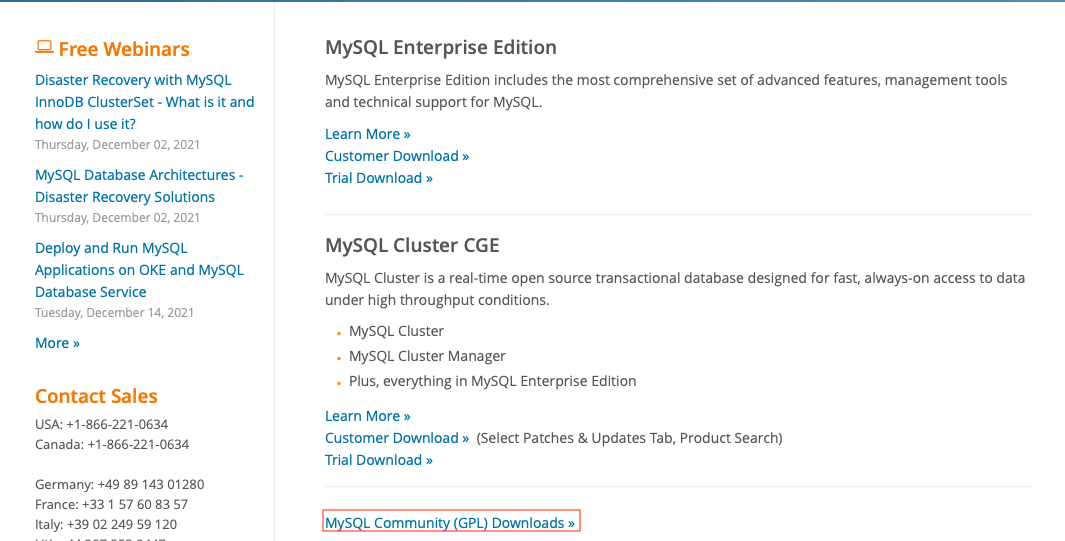 Free Webinars
Disaster Recovery with MySQL
InnoDB ClusterSet - What is it and
how do I use it?
Thursday, December 02, 2021
MySQL Database Architectures -
Disaster Recovery Solutions
Thursday, December 02, 2021
Deploy and Run MySQL
Applications on OKE and MySQL
Database Service
Tuesday, December 14, 2021
More »
Contact Sales
USA: +1-866-221-0634
Canada: +1-866-221-0634
Germany: +49 89 143 01280
France: +33 1 57 60 83 57
Italy: +39 02 249 59 120
MySQL Enterprise Edition
MySQL Enterprise Edition includes the most comprehensive set of advanced features, management tools
and technical support for MySQL.
Learn More »
Customer Download »
Trial Download »
MySQL Cluster CGE
MySQL Cluster is a real-time open source transactional database designed for fast, always-on access to data
under high throughput conditions.
• MySQL Cluster
• MySQL Cluster Manager
• Plus, everything in MySQL Enterprise Edition
Learn More »
Customer Download » (Select Patches & Updates Tab, Product Search)
Trial Download »
MySQL Community (GPL) Downloads »